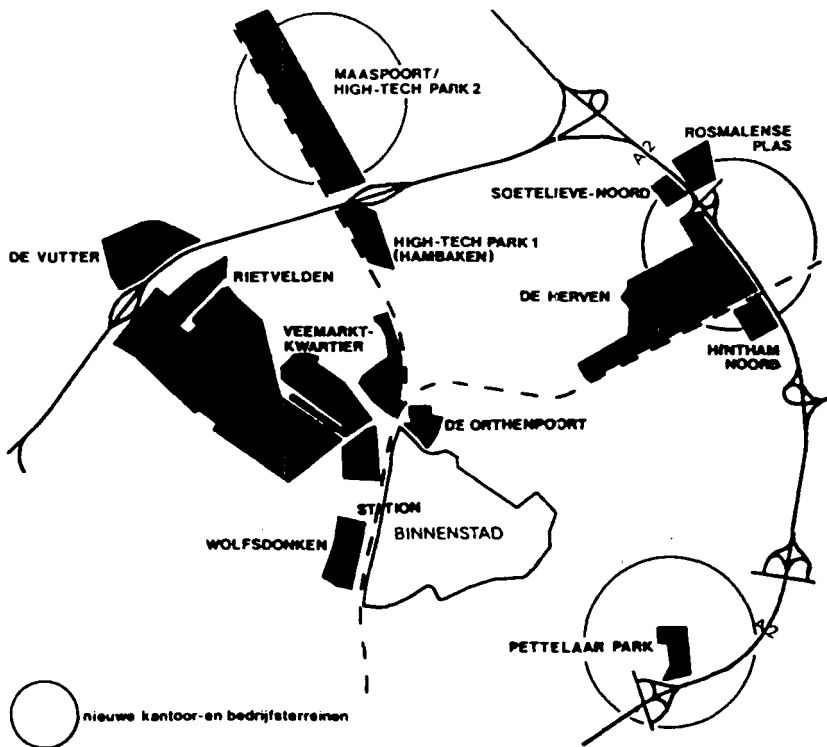 MAASPOORT/
HIGH-TECH PARK 2
A2
ROSMALENSE
PLAS
SOETELIEVE-NOORD
DE VUTTER
HIGH-TECH PARK 1
(HAMBAKEN)
RIETVELDEN
DE HERVEN
VEEMARKT-
KWARTIER
HINTHAM
NOORD
DE ORTHENPOORT
STATION
BINNENSTAD
WOLFSDONKEN
A2
PETTELAAR PARK
nieuwe kantoor-en bedrijfsterreinen